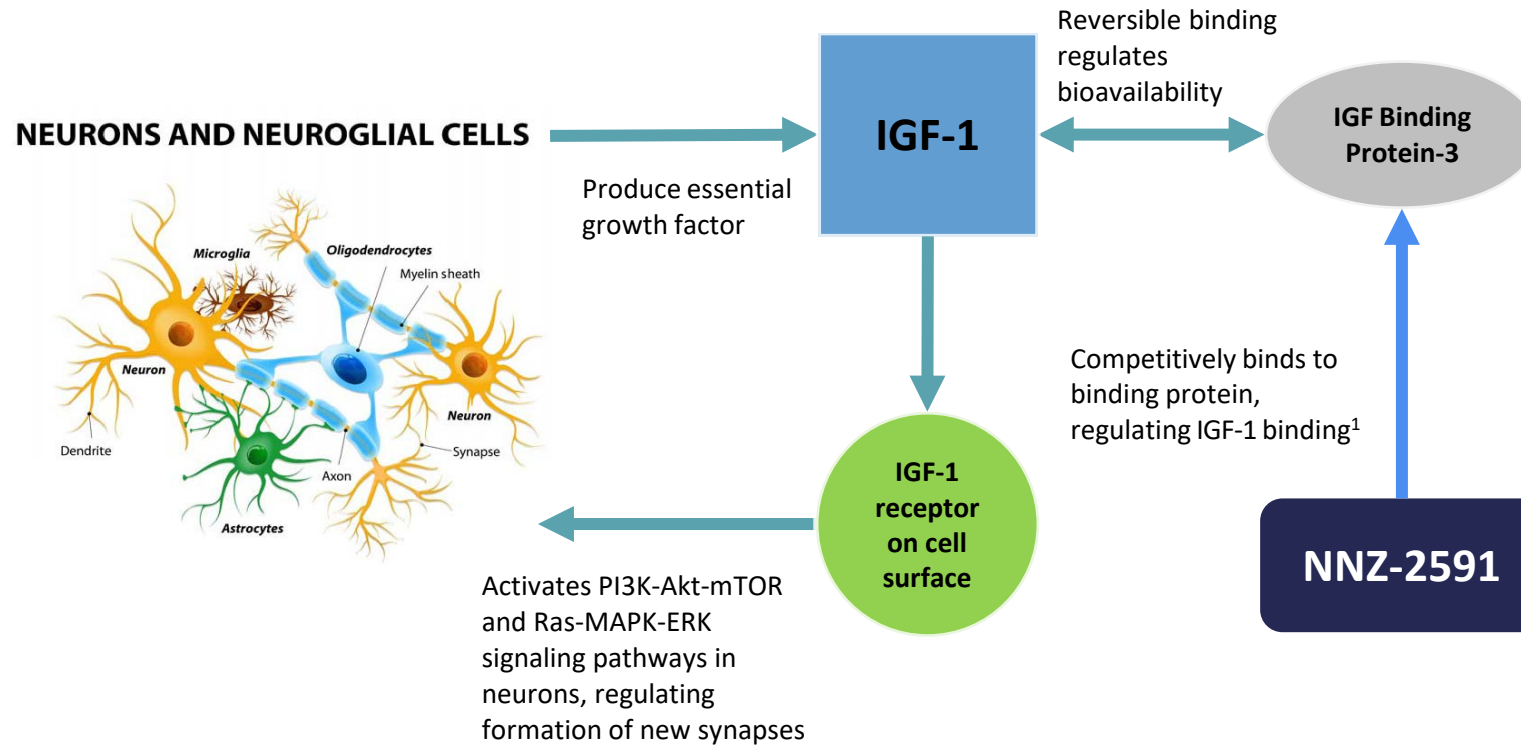 NEURONS AND NEUROGLIAL CELLS
Produce essential
growth factor
IGF-1
Reversible binding
regulates
bioavailability
IGF Binding
Protein-3
Microglia
Oligodendrocytes
Myelin sheath
Neuron
Neuron
Dendrite
Synapse
Axon
Astrocytes
Competitively binds to
binding protein,
regulating IGF-1 binding¹
IGF-1
receptor
on cell
surface
NNZ-2591
Activates PI3K-Akt-mTOR
and Ras-MAPK-ERK
signaling pathways in
neurons, regulating
formation of new synapses